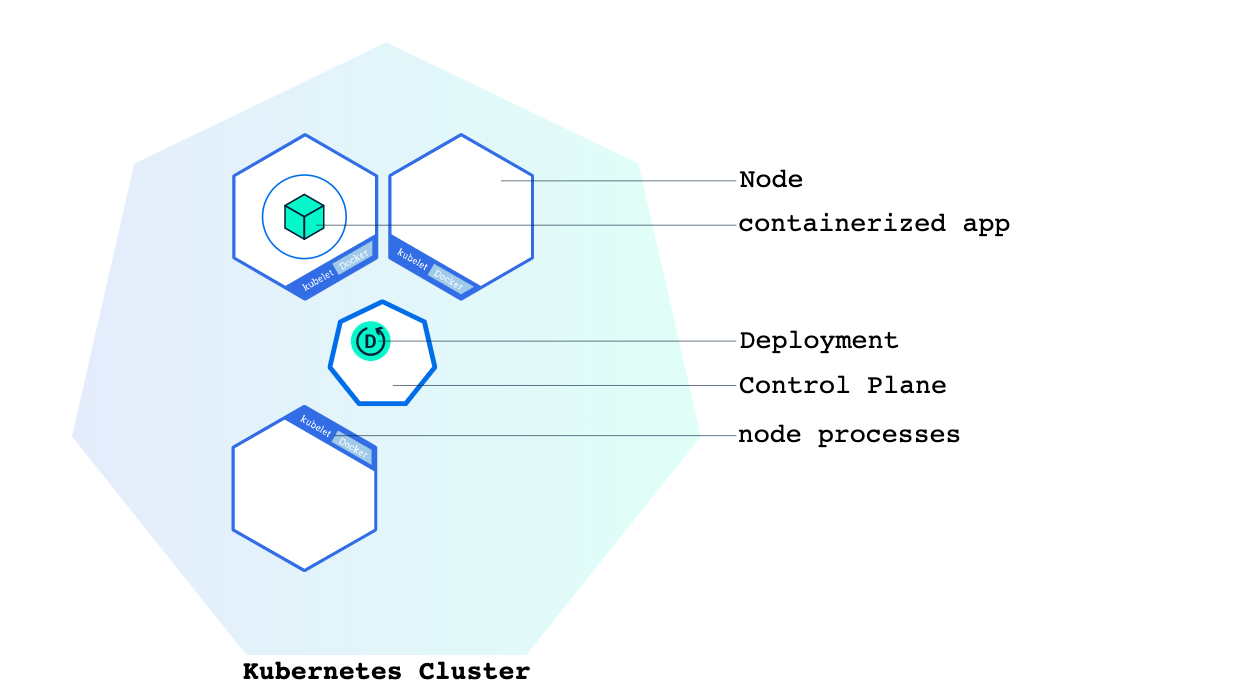 Node
containerized app
kubelet Docker
kubelet Docker
D
Deployment
Control Plane
kubelet Docker
node processes
Kubernetes Cluster